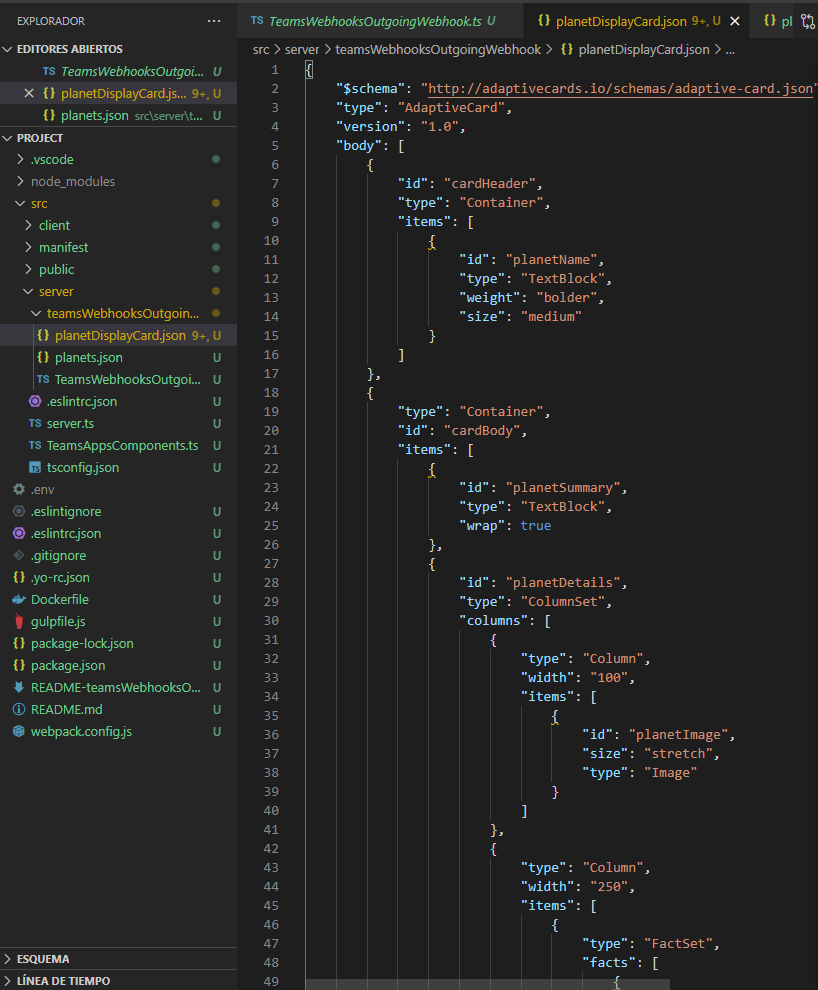 EXPLORADOR
EDITORES ABIERTOS
TeamsWebhooksOutgoi... U
planetDisplayCard.js... 9+, U
planets.json src\server\t... U
PROJECT
.vscode
node_modules
src
client
manifest
public
server
teamsWebhooksOutgoin...
planetDisplayCard.json 9+, U
planets.json U
TS TeamsWebhooksOutgoi... U
.eslintrc.json U
TS server.ts U
TS TeamsAppsComponents.ts U
tsconfig.json U
.env
.eslintignore U
.eslintrc.json U
.gitignore U
.yo-rc.json U
Dockerfile U
gulpfile.js U
package-lock.json U
package.json U
README-teamsWebhooksO... U
README.md U
webpack.config.js U
ESQUEMA
LÍNEA DE TIEMPO
TS TeamsWebhooksOutgoingWebhook.ts U
{} planetDisplayCard.json 9+, U
{} pl
src > server > teamsWebhooksOutgoingWebhook > {} planetDisplayCard.json > ...
1 {
2 "$schema": "http://adaptivecards.io/schemas/adaptive-card.json"
3 "type": "AdaptiveCard",
4 "version": "1.0",
5 "body": [
6 {
7 "id": "cardHeader",
8 "type": "Container",
9 "items": [
10 {
11 "id": "planetName",
12 "type": "TextBlock",
13 "weight": "bolder",
14 "size": "medium"
15 }
16 ]
17 },
18 {
19 "type": "Container",
20 "id": "cardBody",
21 "items": [
22 {
23 "id": "planetSummary",
24 "type": "TextBlock",
25 "wrap": true
26 },
27 {
28 "id": "planetDetails",
29 "type": "ColumnSet",
30 "columns": [
31 {
32 "type": "Column",
33 "width": "100",
34 "items": [
35 {
36 "id": "planetImage",
37 "size": "stretch",
38 "type": "Image"
39 }
40 ]
41 },
42 {
43 "type": "Column",
44 "width": "250",
45 "items": [
46 {
47 "type": "FactSet",
48 "facts": [
49 {